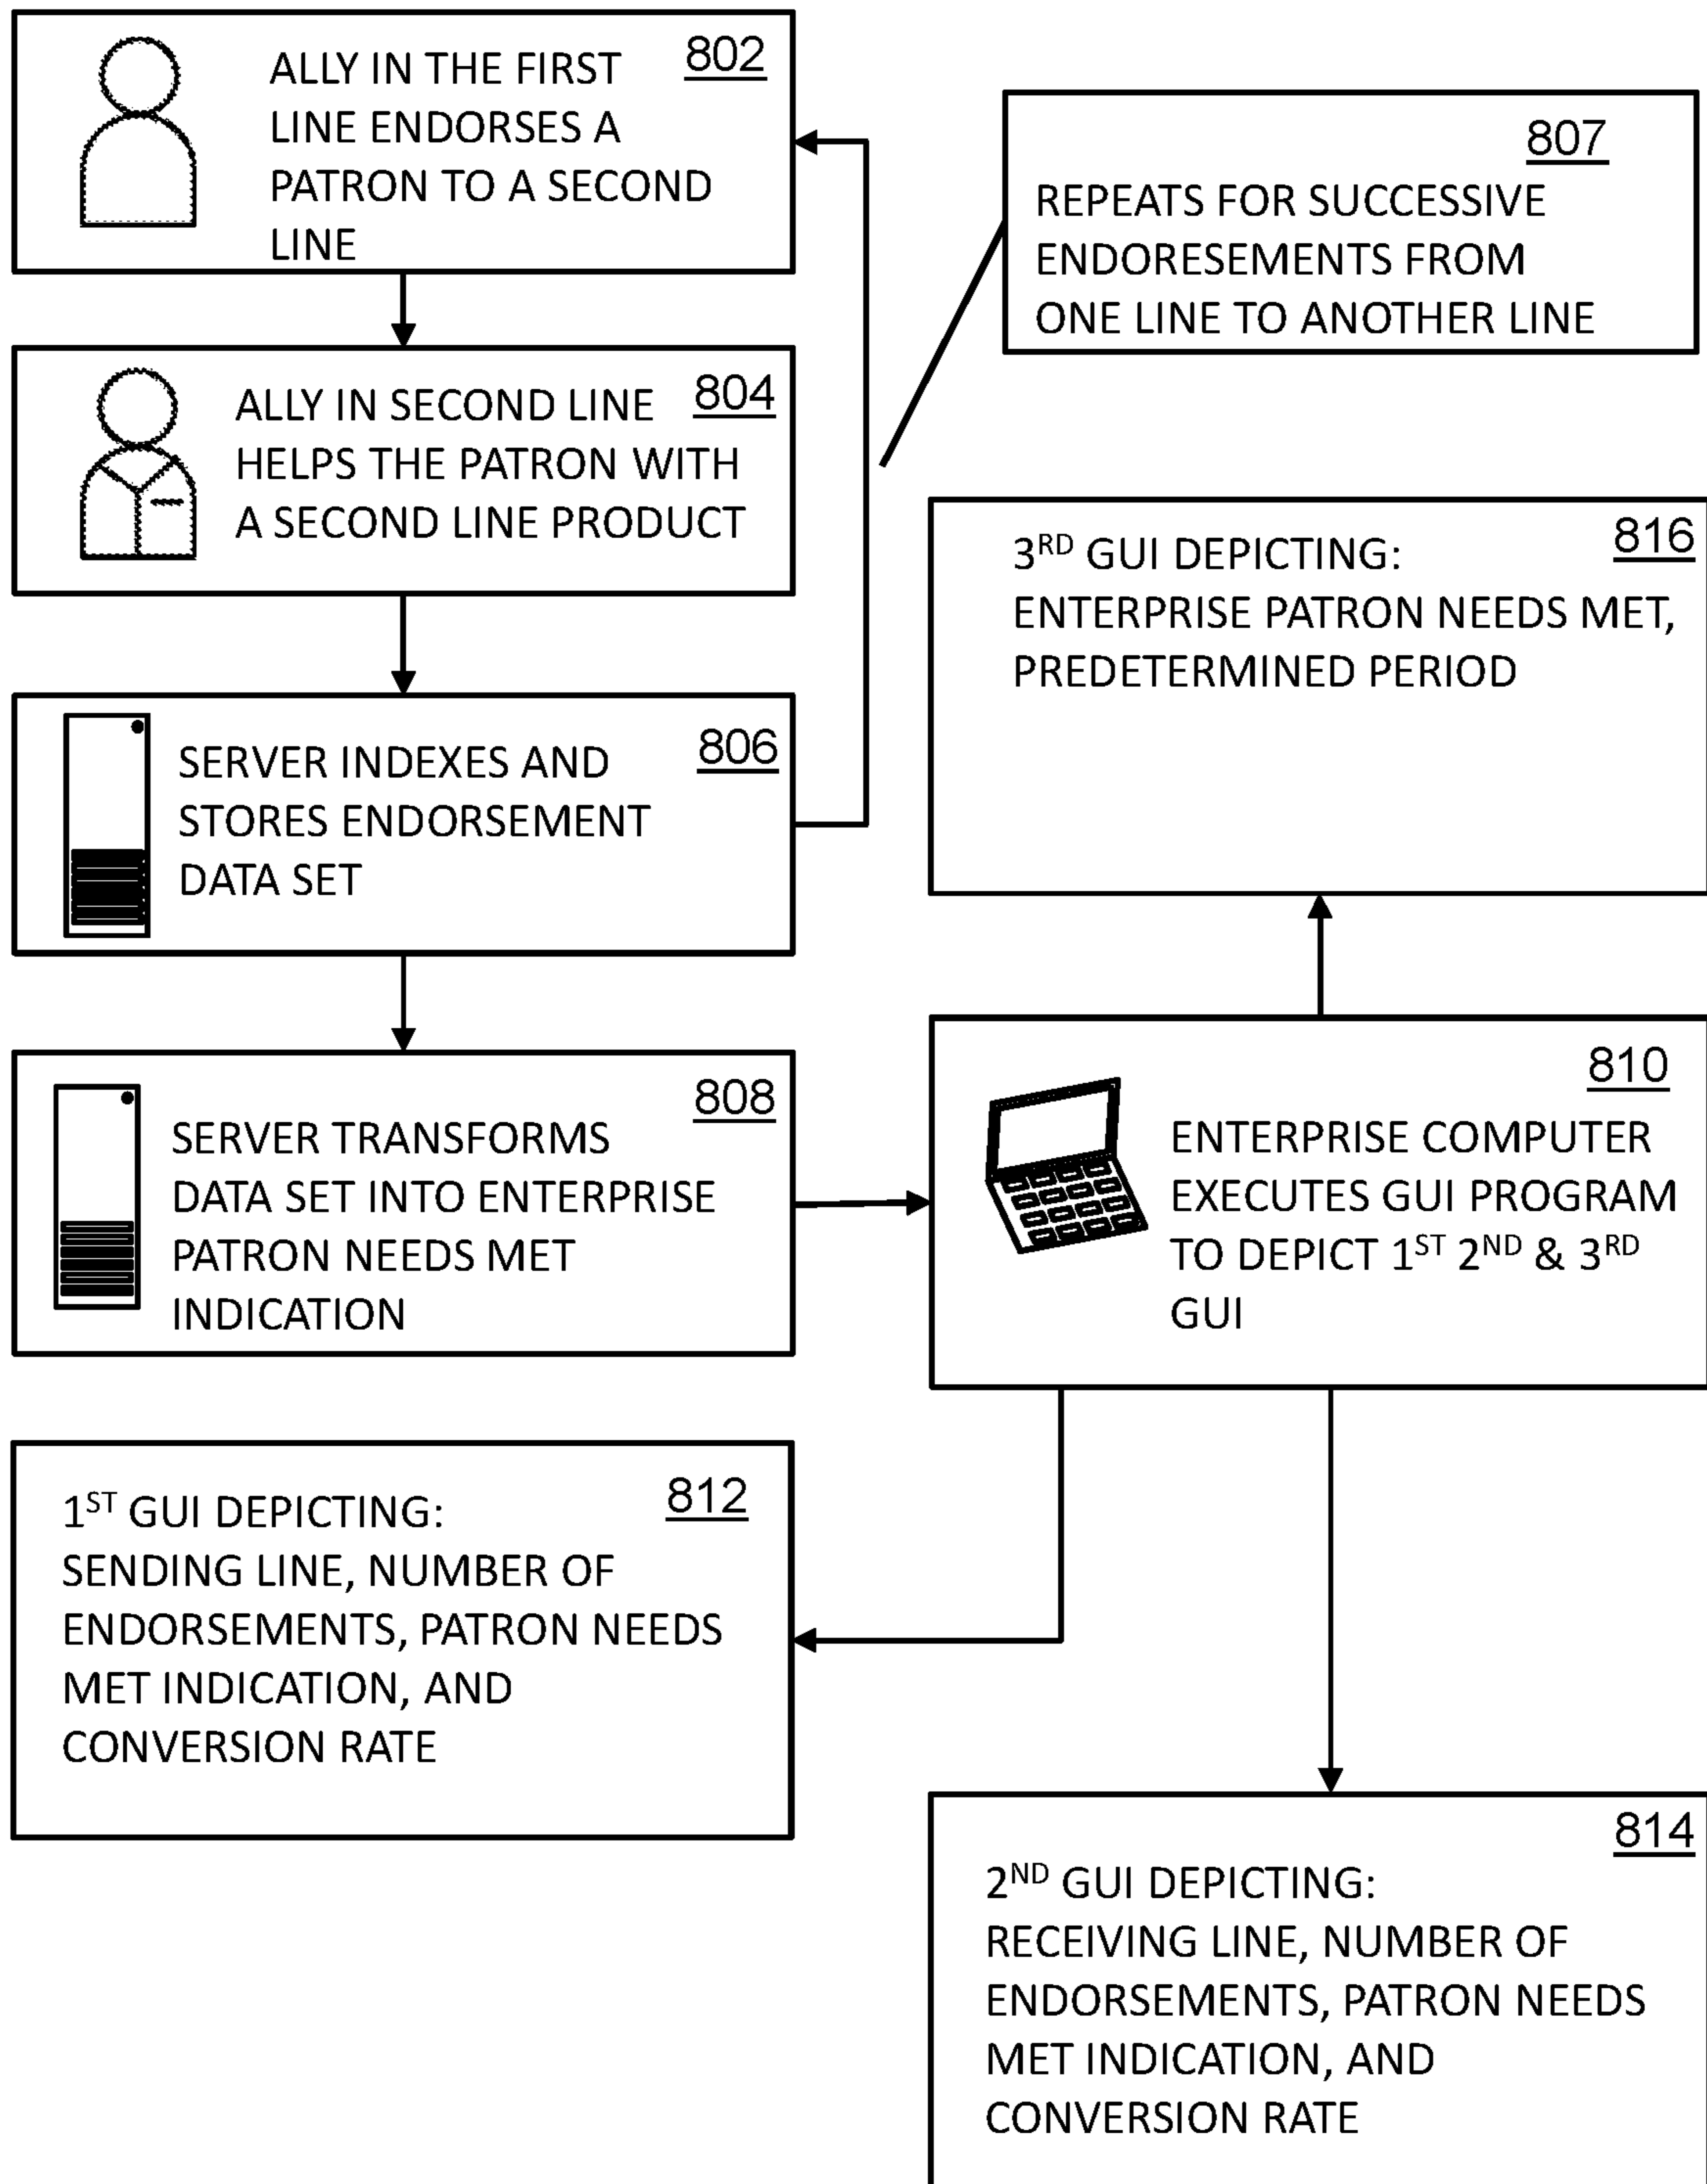 802
ALLY IN THE FIRST
LINE ENDORSES A
PATRON TO A SECOND
LINE
807
REPEATS FOR SUCCESSIVE
ENDORESEMENTS FROM
ONE LINE TO ANOTHER LINE
804
ALLY IN SECOND LINE
HELPS THE PATRON WITH
A SECOND LINE PRODUCT
816
3RD GUI DEPICTING:
ENTERPRISE PATRON NEEDS MET,
PREDETERMINED PERIOD
806
SERVER INDEXES AND
STORES ENDORSEMENT
DATA SET
808
SERVER TRANSFORMS
DATA SET INTO ENTERPRISE
PATRON NEEDS MET
INDICATION
810
ENTERPRISE COMPUTER
EXECUTES GUI PROGRAM
TO DEPICT 1ST 2ND & 3RD
GUI
812
1ST GUI DEPICTING:
SENDING LINE, NUMBER OF
ENDORSEMENTS, PATRON NEEDS
MET INDICATION, AND
CONVERSION RATE
814
2ND GUI DEPICTING:
RECEIVING LINE, NUMBER OF
ENDORSEMENTS, PATRON NEEDS
MET INDICATION, AND
CONVERSION RATE